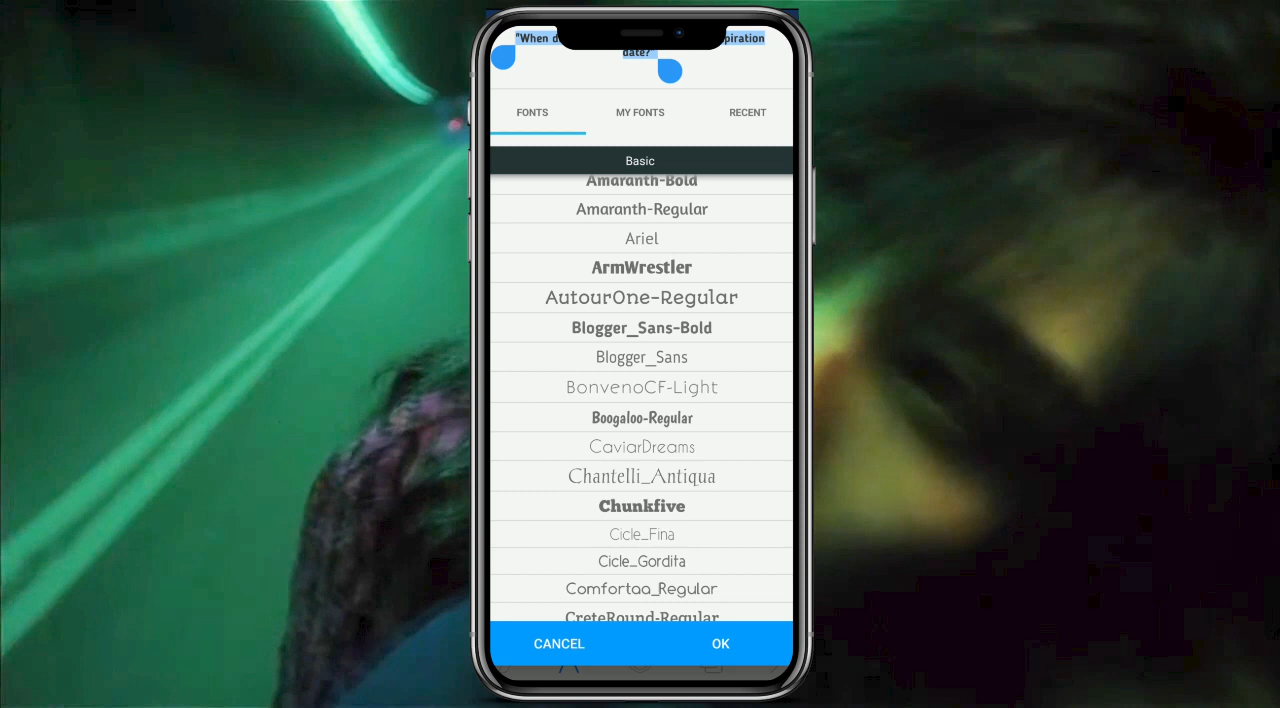 "When d piration
date?"
FONTS MY FONTS RECENT
Basic
Amaranth-Bold
Amaranth-Regular
Ariel
ArmWrestler
AutourOne-Regular
Blogger_Sans-Bold
Blogger_Sans
BonvenoCF-Light
Boogaloo-Regular
CaviarDreams
Chantelli_Antiqua
Chunkfive
Cicle_Fina
Cicle_Gordita
Comfortaa_Regular
CreteRound-Regular
CANCEL OK